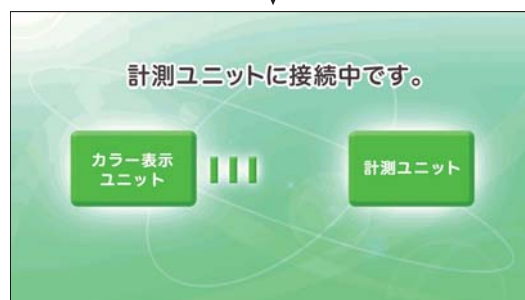 計測ユニットに接続中です。
カラー表示
ユニット
計測ユニット